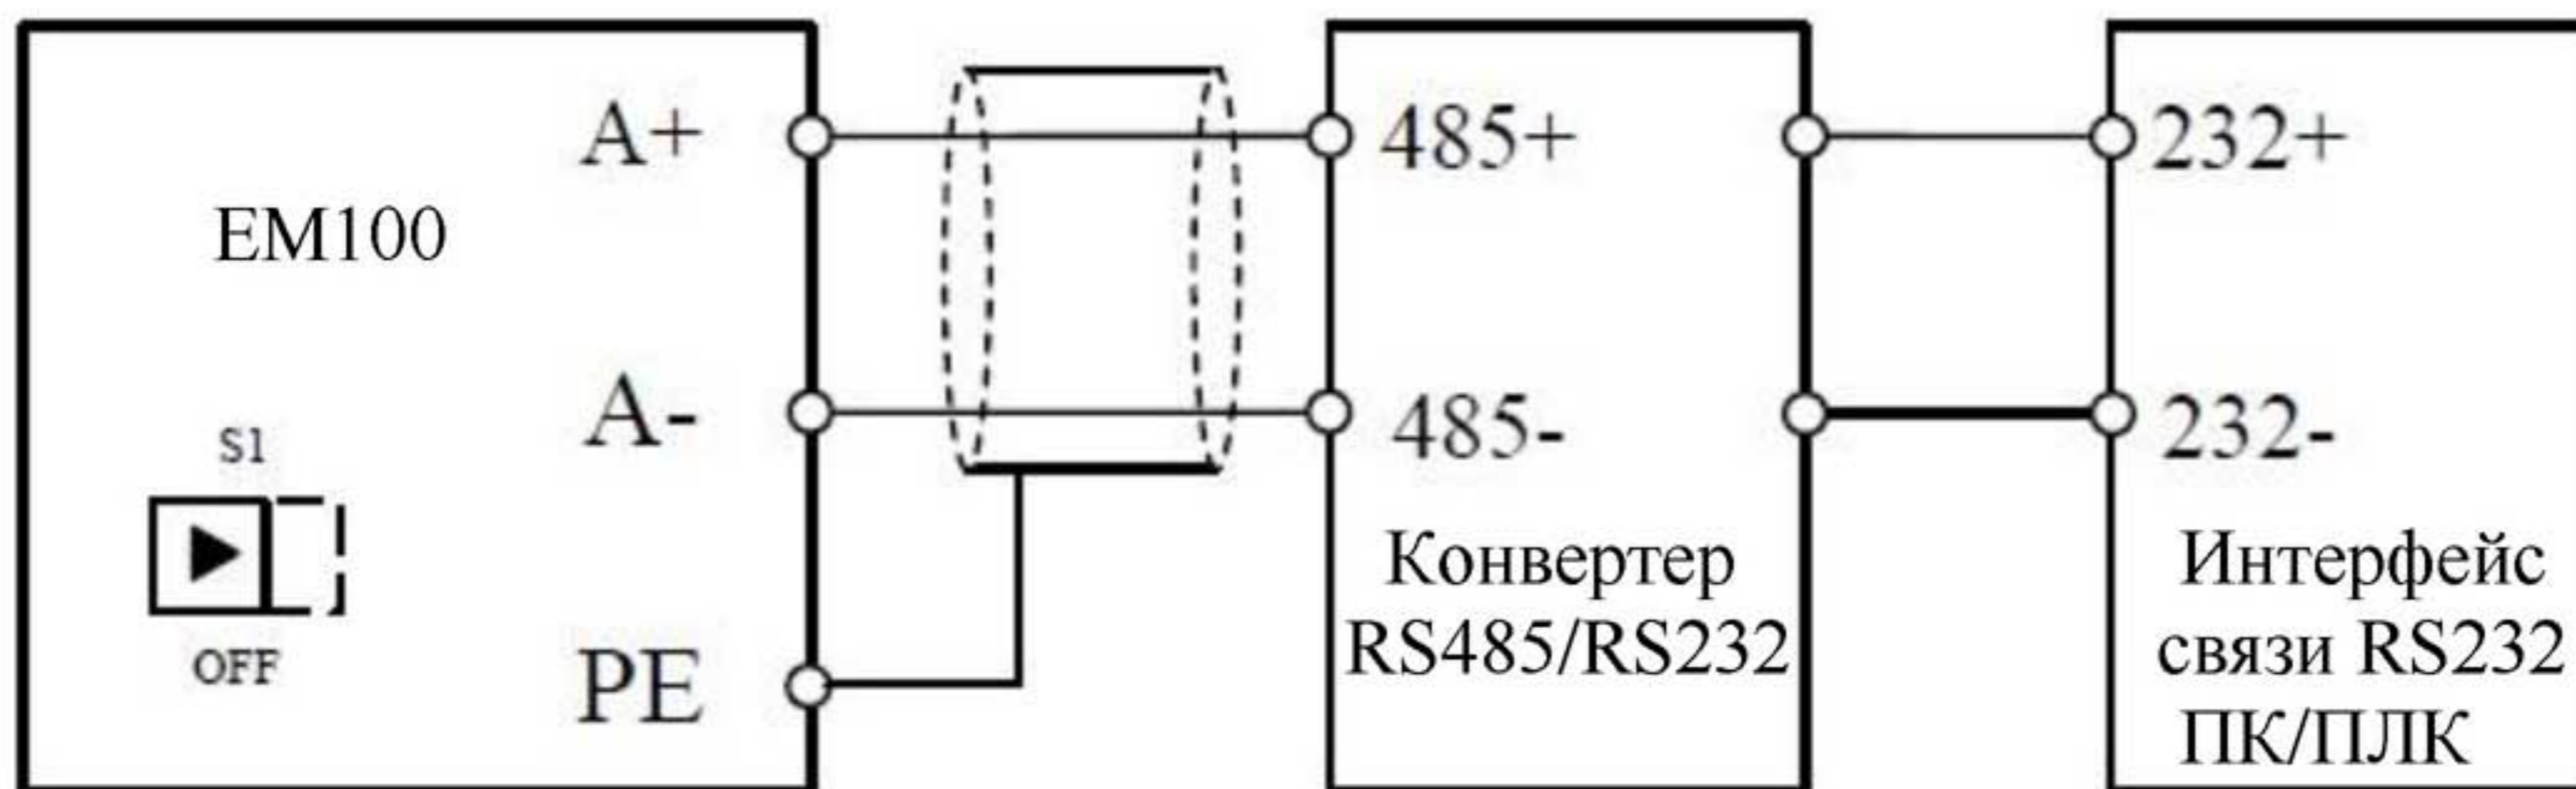 A+
EM100
A-
S1
OFF
PE
485+
485-
Конвертер
RS485/RS232
232+
232-
Интерфейс
связи RS232
ПК/ПЛК